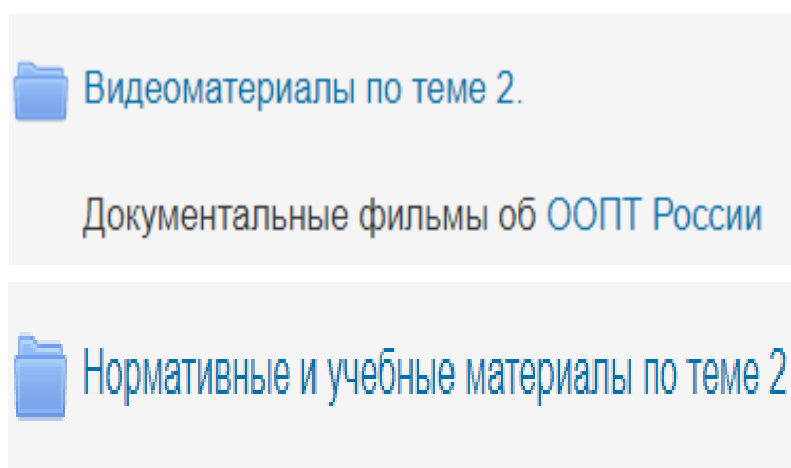 Видеоматериалы по теме 2.
Документальные фильмы об ООПТ России
Нормативные и учебные материалы по теме 2